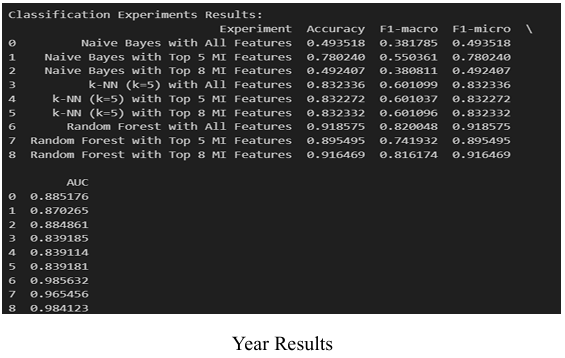 Classification Experiments Results:
Experiment Accuracy F1-macro F1-micro \
0 Naive Bayes with All Features 0.493518 0.381785 0.493518
1 Naive Bayes with Top 5 MI Features 0.780240 0.550361 0.780240
2 Naive Bayes with Top 8 MI Features 0.492407 0.380811 0.492407
3 k-NN (k=5) with All Features 0.832336 0.601099 0.832336
4 k-NN (k=5) with Top 5 MI Features 0.832272 0.601037 0.832272
5 k-NN (k=5) with Top 8 MI Features 0.832332 0.601096 0.832332
6 Random Forest with All Features 0.918575 0.820048 0.918575
7 Random Forest with Top 5 MI Features 0.895495 0.741932 0.895495
8 Random Forest with Top 8 MI Features 0.916469 0.816174 0.916469
AUC
0 0.885176
1 0.870265
2 0.884861
3 0.839185
4 0.839114
5 0.839181
6 0.985632
7 0.965456
8 0.984123
Year Results